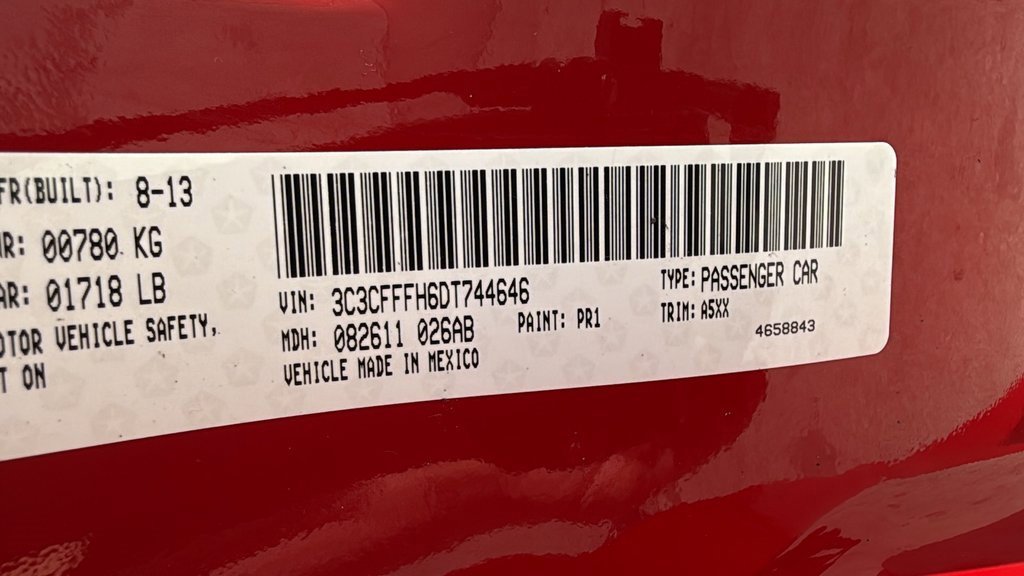 FR(BUILT): 8-13
R: 00780 KG
AR: 01718 LB
OTOR VEHICLE SAFETY,
T ON
VIN: 3C3CFFFH6DT744646
TYPE: PASSENGER CAR
MDH: 082611 026AB
PAINT: PR1
TRIM: A5XX
VEHICLE MADE IN MEXICO
4658843